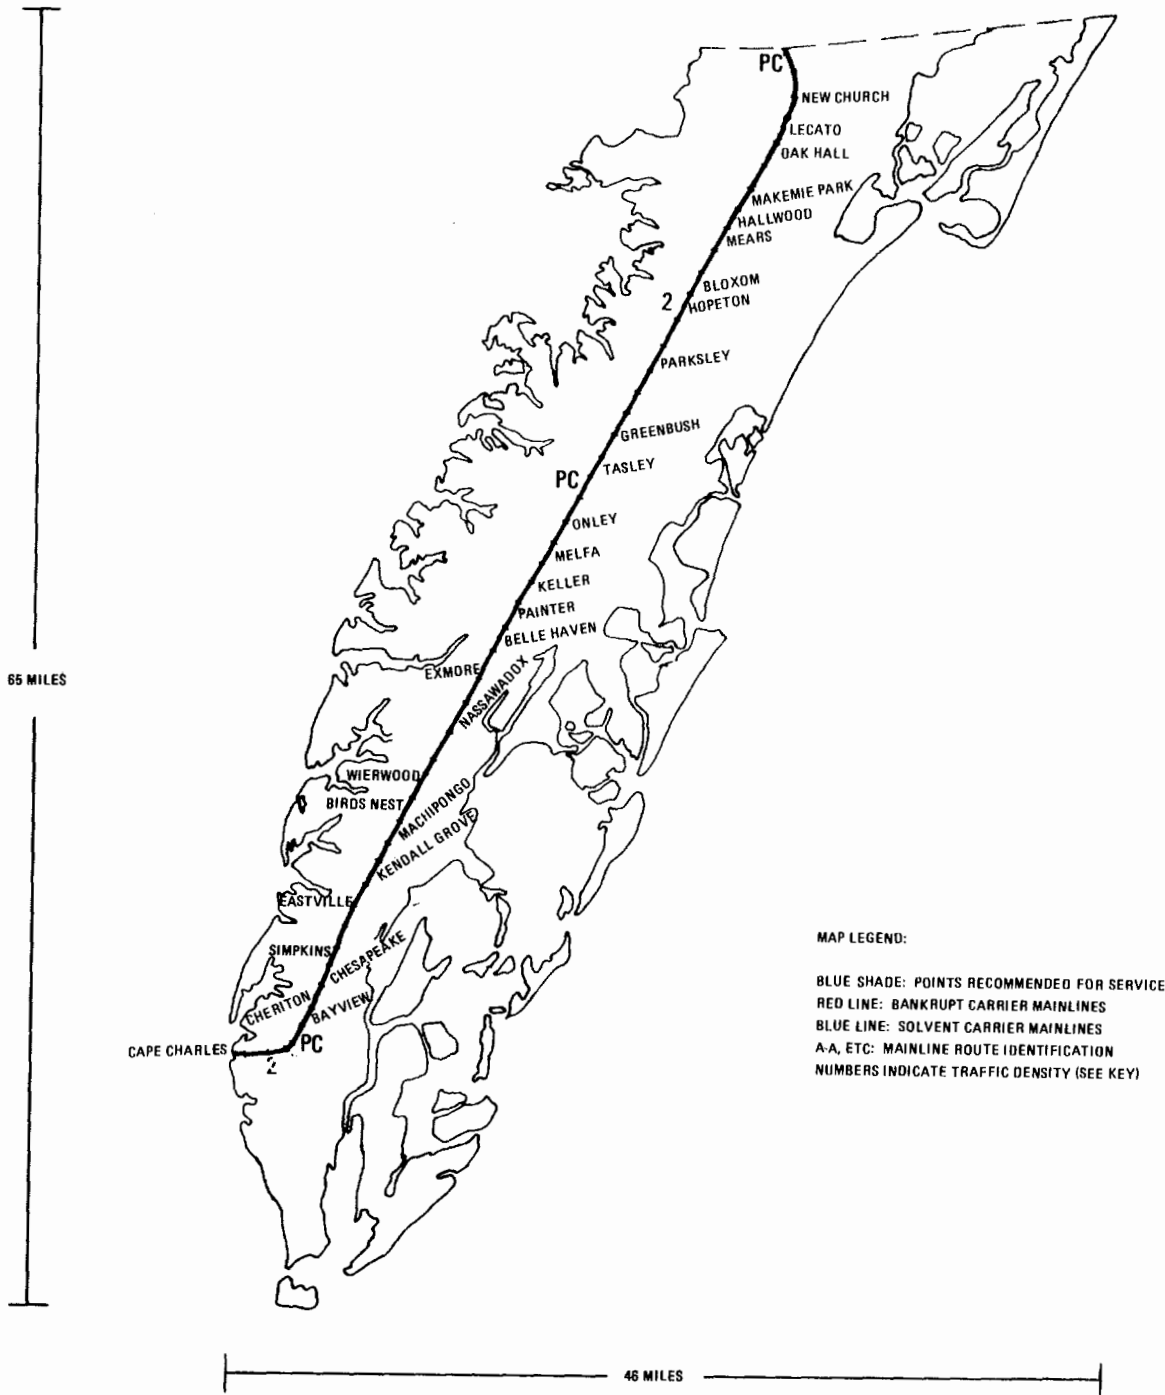 PC
NEW CHURCH
LECATO
OAK HALL
MAKEMIE PARK
HALLWOOD
MEARS
BLOXOM
2
HOPETON
PARKSLEY
GREENBUSH
TASLEY
PC
ONLEY
MELFA
KELLER
PAINTER
BELLE HAVEN
EXMORE
NASSAWADOX
65 MILES
WIERWOOD
BIRDS NEST
MACHIPONGO
KENDALL GROVE
EASTVILLE
SIMPKINS
CHESAPEAKE
CHERITON
BAYVIEW
PC
CAPE CHARLES
2
MAP LEGEND:
BLUE SHADE: POINTS RECOMMENDED FOR SERVICE
RED LINE: BANKRUPT CARRIER MAINLINES
BLUE LINE: SOLVENT CARRIER MAINLINES
A-A, ETC: MAINLINE ROUTE IDENTIFICATION
NUMBERS INDICATE TRAFFIC DENSITY (SEE KEY)
46 MILES